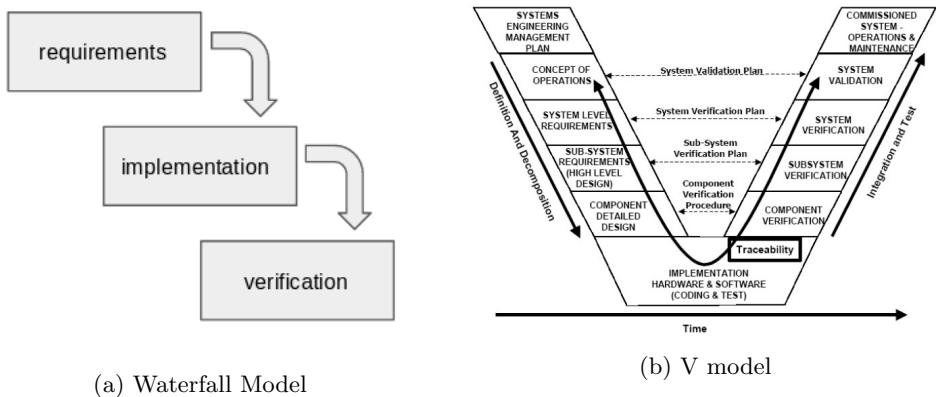 requirements
implementation
verification
(a) Waterfall Model
SYSTEMS
ENGINEERING
MANAGEMENT
PLAN
CONCEPT OF
OPERATIONS
SYSTEM LEVEL
REQUIREMENTS
SUB-SYSTEM
REQUIREMENTS
(HIGH LEVEL
DESIGN)
COMPONENT
DETAILED
DESIGN
Definition And Decomposition
System Validation Plan
System Verification Plan
Sub-System
Verification Plan
Component
Verification
Procedure
COMMISSIONED
SYSTEM -
OPERATIONS &
MAINTENANCE
SYSTEM
VALIDATION
SYSTEM
VERIFICATION
SUBSYSTEM
VERIFICATION
COMPONENT
VERIFICATION
Integration and Test
Traceability
IMPLEMENTATION
HARDWARE & SOFTWARE
(CODING & TEST)
Time
(b) V model